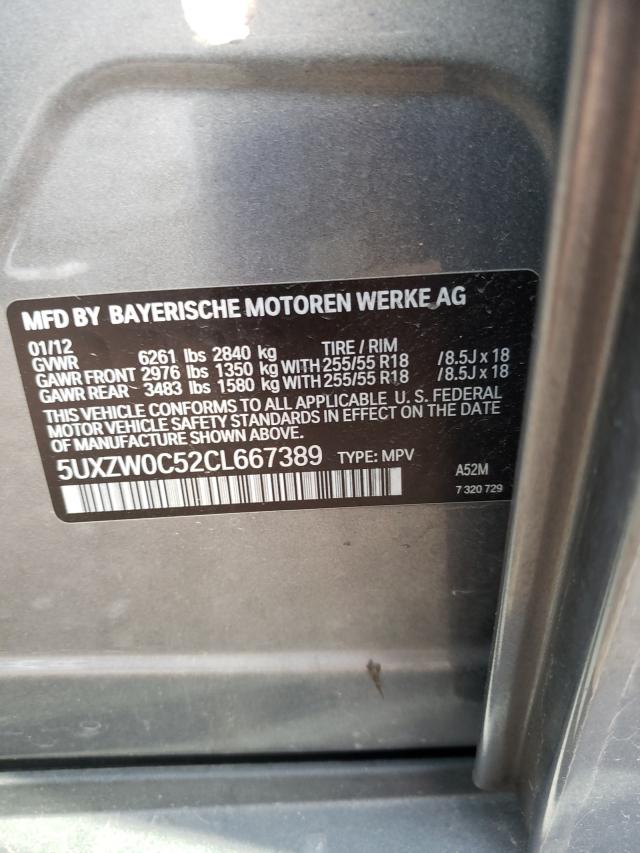 MFD BY BAYERISCHE MOTOREN WERKE AG
01/12 TIRE / RIM
GVWR 6261 lbs 2840 kg
GAWR FRONT 2976 lbs 1350 kg WITH 255/55 R18 / 8.5J x 18
GAWR REAR 3483 lbs 1580 kg WITH 255/55 R18 / 8.5J x 18
THIS VEHICLE CONFORMS TO ALL APPLICABLE U. S. FEDERAL
MOTOR VEHICLE SAFETY STANDARDS IN EFFECT ON THE DATE
OF MANUFACTURE SHOWN ABOVE.
5UXZW0C52CL667389 TYPE: MPV A52M
7 320 729